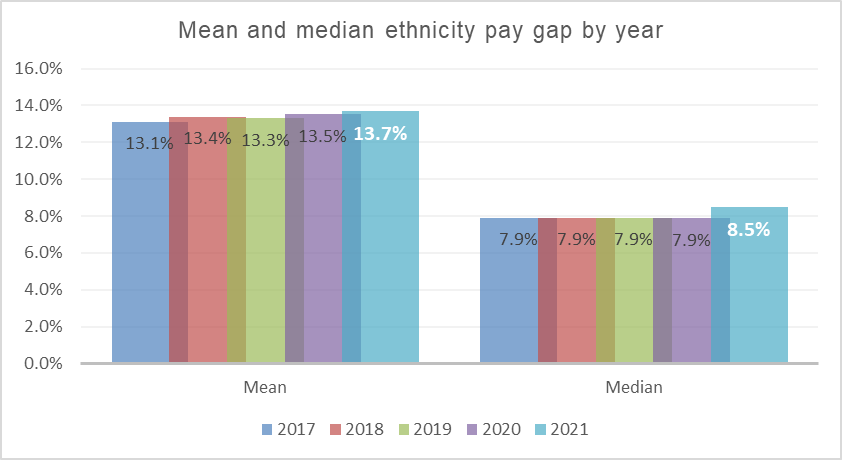 Mean and median ethnicity pay gap by year
16.0%
14.0%
12.0%
10.0%
8.0%
6.0%
4.0%
2.0%
0.0%
13.1% 13.4% 13.3% 13.5% 13.7%
7.9% 7.9% 7.9% 7.9% 8.5%
Mean Median
2017 2018 2019 2020 2021